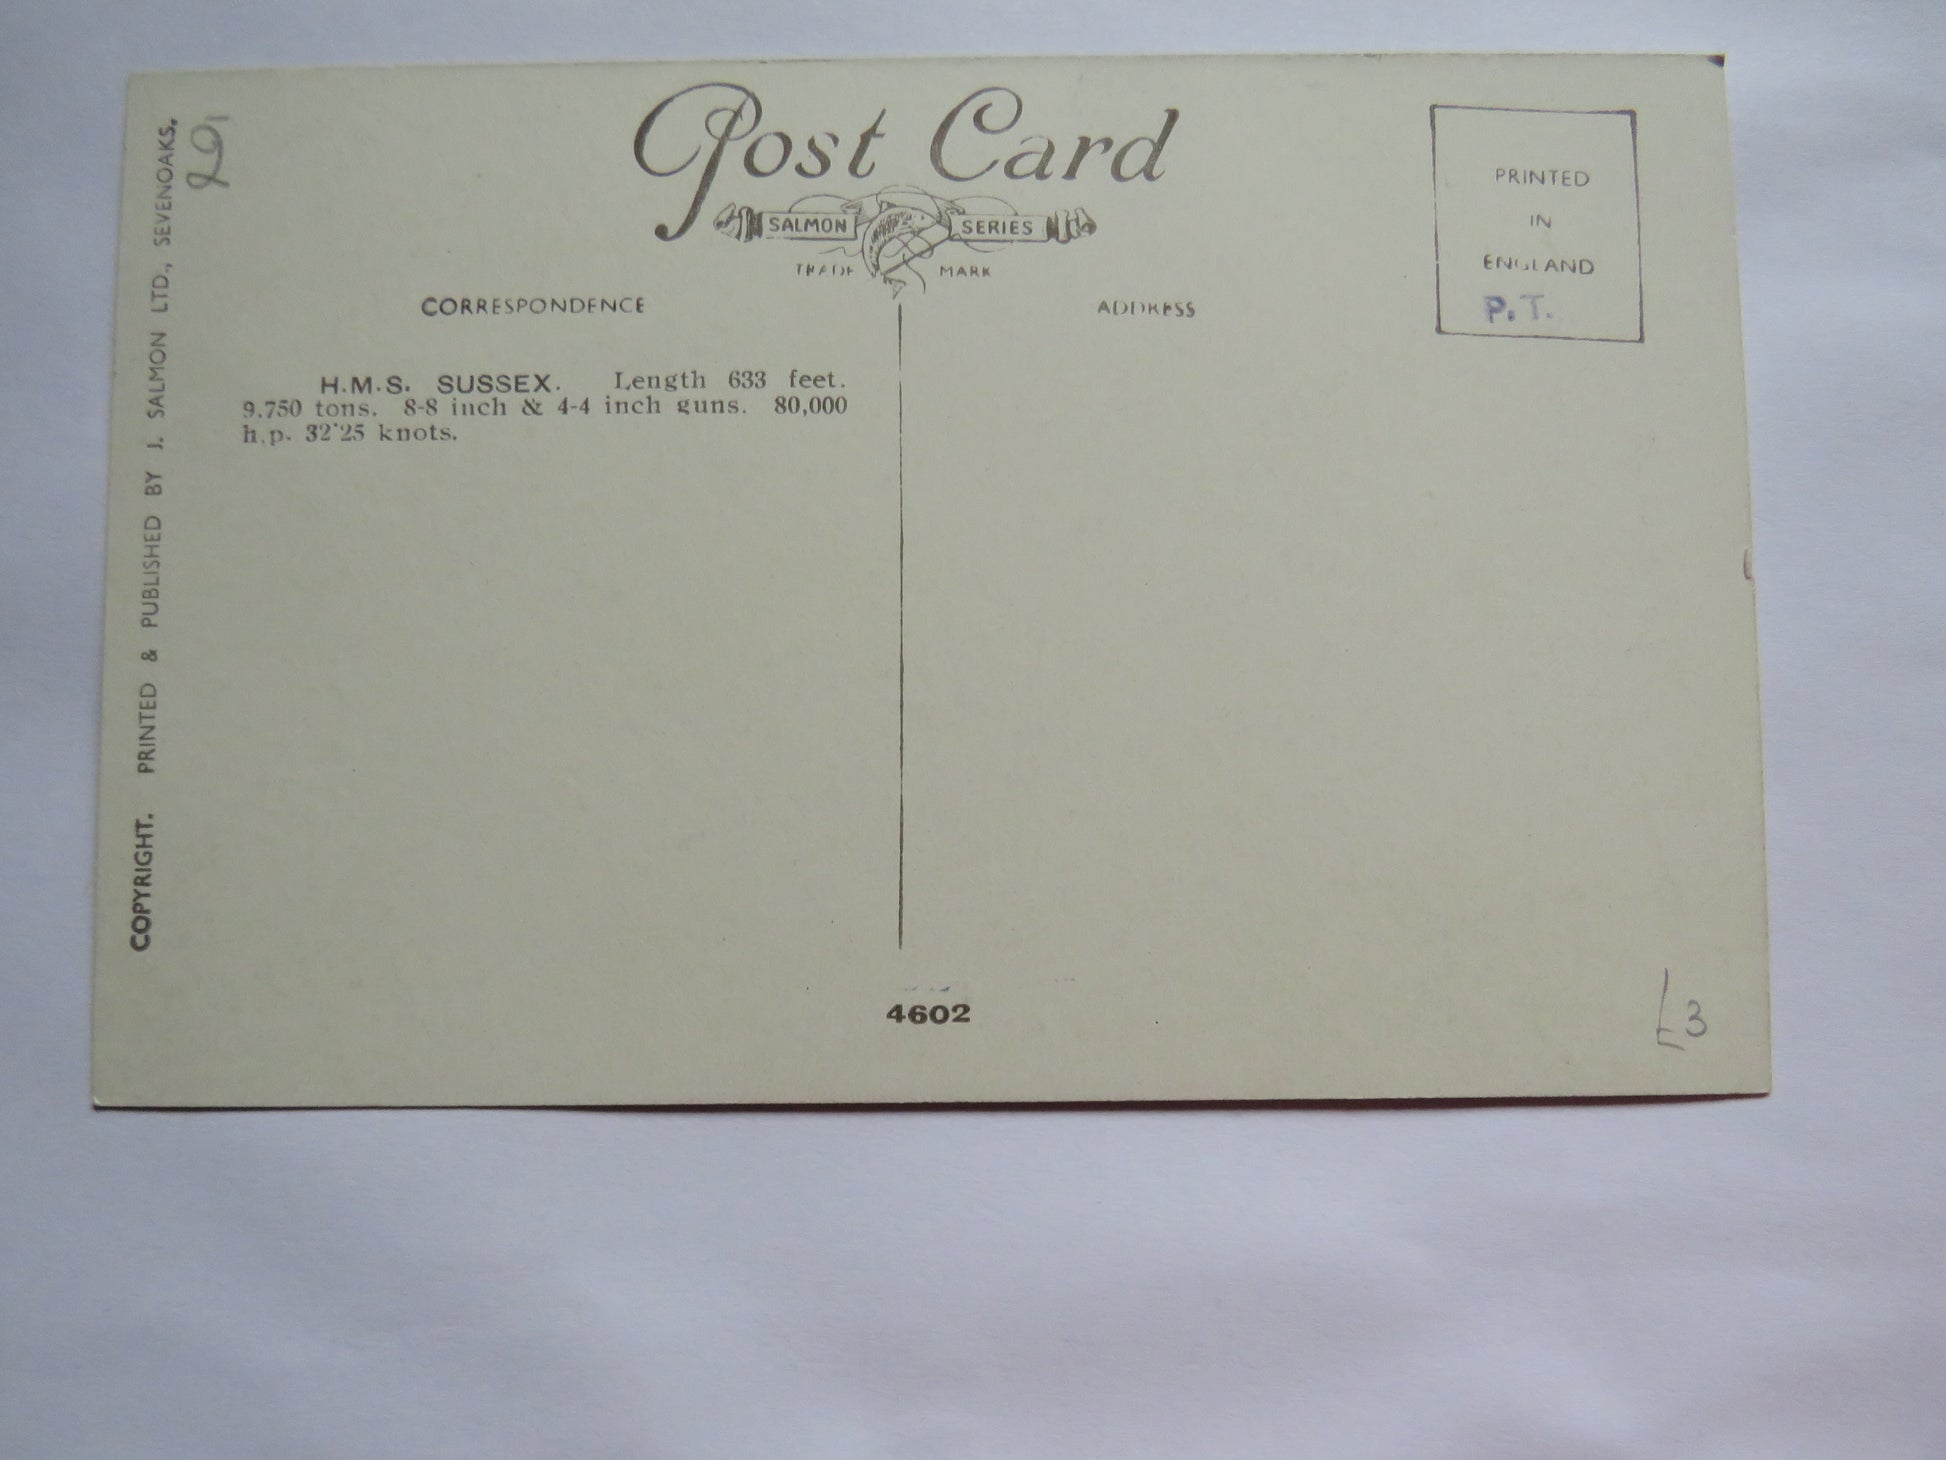 Post Card
SALMON SERIES
TRADE MARK
CORRESPONDENCE
ADDRESS
PRINTED
IN
ENGLAND
P.T.
H.M.S. SUSSEX. Length 633 feet.
9.750 tons. 8-8 inch & 4-4 inch guns. 80,000
h.p. 32·25 knots.
COPYRIGHT. PRINTED & PUBLISHED BY J. SALMON LTD., SEVENOAKS.
4602
£3